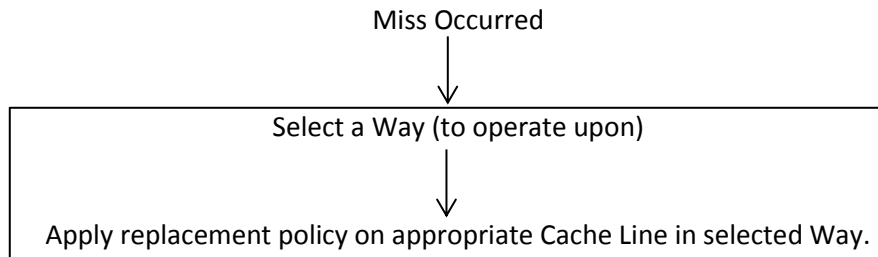 Miss Occurred
Select a Way (to operate upon)
Apply replacement policy on appropriate Cache Line in selected Way.